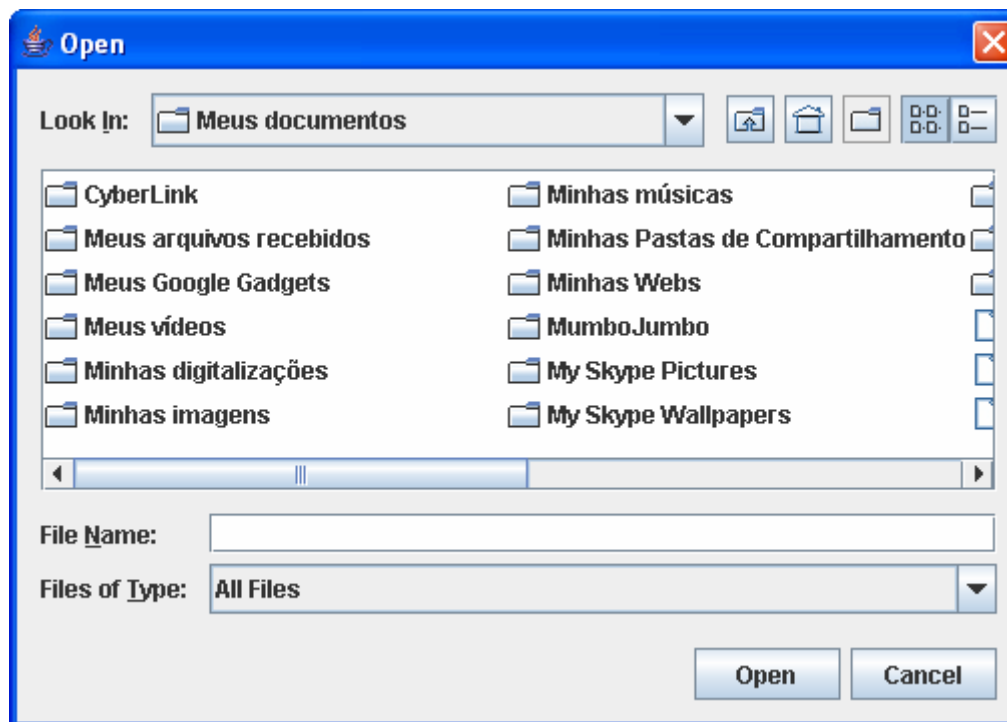 Open
Look In: Meus documentos
CyberLink
Meus arquivos recebidos
Meus Google Gadgets
Meus vídeos
Minhas digitalizações
Minhas imagens
Minhas músicas
Minhas Pastas de Compartilhamento
Minhas Webs
MumboJumbo
My Skype Pictures
My Skype Wallpapers
File Name:
Files of Type: All Files
Open Cancel